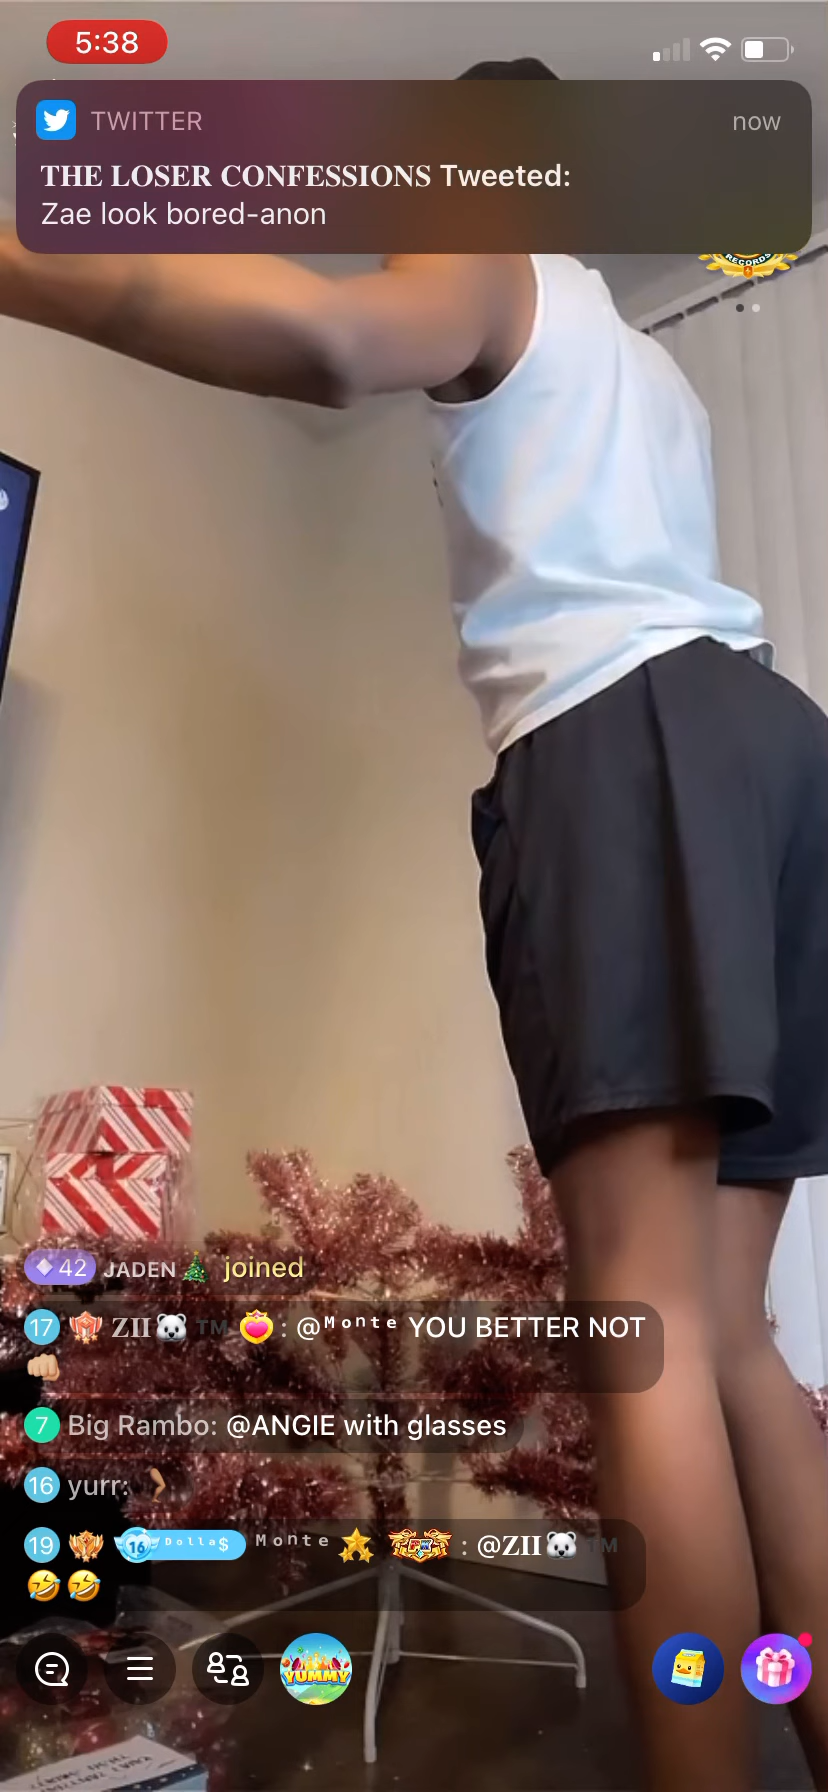 5:38
TWITTER
now
THE LOSER CONFESSIONS Tweeted:
Zae look bored-anon
RECORDS
42 JADEN🎄 joined
17 ZII🐼 TM : @ᴹᵒⁿᵗᵉ YOU BETTER NOT
👊🏼
7 Big Rambo: @ANGIE with glasses
16 yurr: 🦵🏾
19 16 ᴰᵒˡˡᵃ$ ᴹᵒⁿᵗᵉ PK : @ZII🐼 TM
🤣🤣
YUMMY